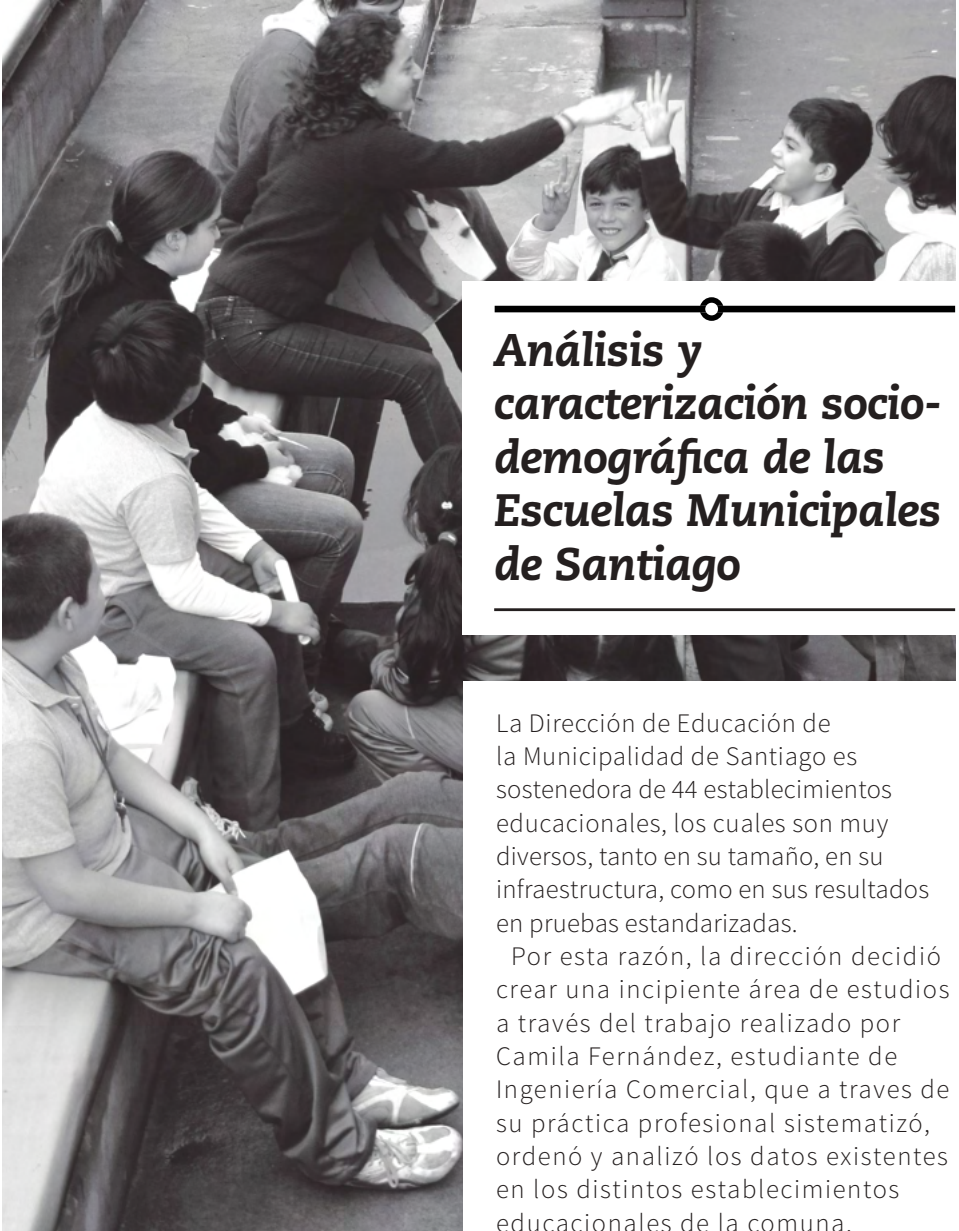 Análisis y
caracterización socio-
demográfica de las
Escuelas Municipales
de Santiago
La Dirección de Educación de
la Municipalidad de Santiago es
sostenedora de 44 establecimientos
educacionales, los cuales son muy
diversos, tanto en su tamaño, en su
infraestructura, como en sus resultados
en pruebas estandarizadas.
Por esta razón, la dirección decidió
crear una incipiente área de estudios
a través del trabajo realizado por
Camila Fernández, estudiante de
Ingeniería Comercial, que a traves de
su práctica profesional sistematizó,
ordenó y analizó los datos existentes
en los distintos establecimientos
educacionales de la comuna.